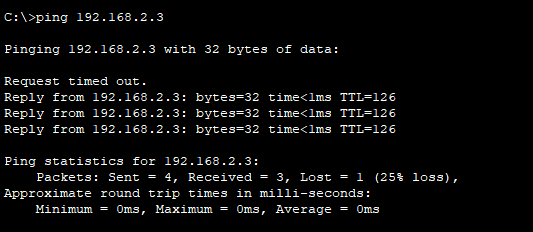 C:\>ping 192.168.2.3
Pinging 192.168.2.3 with 32 bytes of data:
Request timed out.
Reply from 192.168.2.3: bytes=32 time<1ms TTL=126
Reply from 192.168.2.3: bytes=32 time<1ms TTL=126
Reply from 192.168.2.3: bytes=32 time<1ms TTL=126
Ping statistics for 192.168.2.3:
Packets: Sent = 4, Received = 3, Lost = 1 (25% loss),
Approximate round trip times in milli-seconds:
Minimum = 0ms, Maximum = 0ms, Average = 0ms